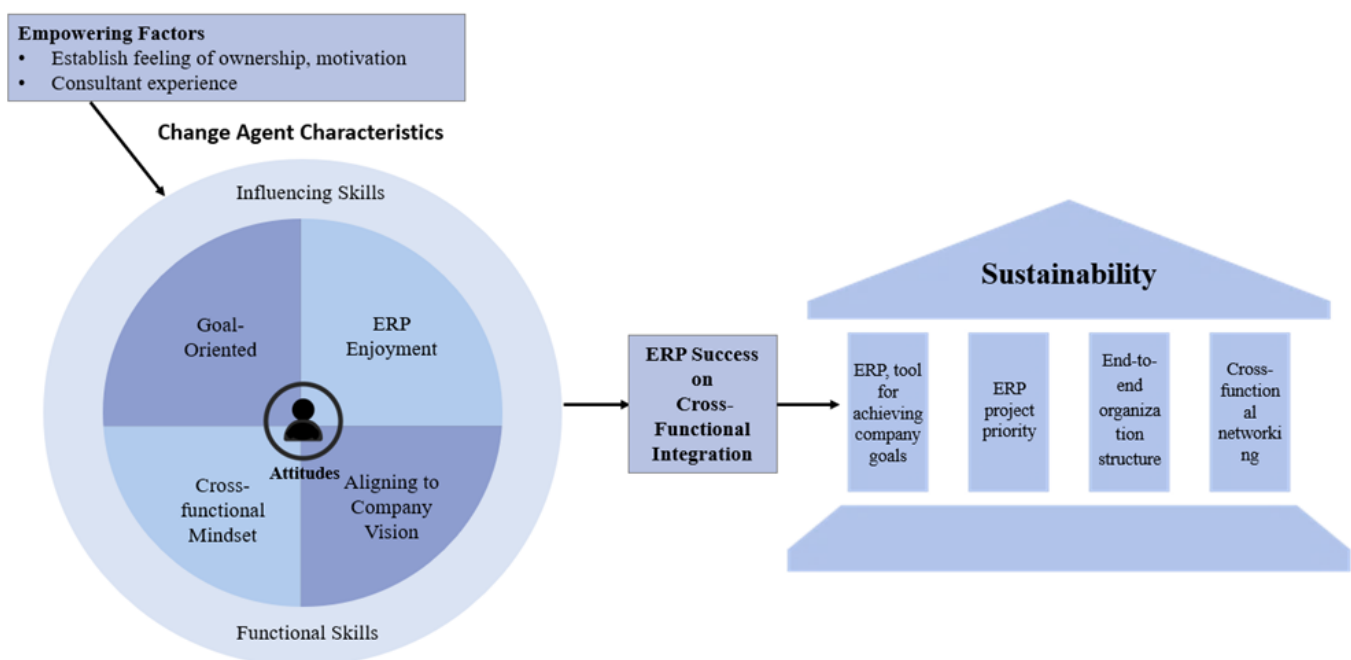 Empowering Factors
• Establish feeling of ownership, motivation
• Consultant experience
Change Agent Characteristics
Influencing Skills
Goal-
Oriented
ERP
Enjoyment
Attitudes
Cross-
functional
Mindset
Aligning to
Company
Vision
Functional Skills
ERP Success
on
Cross-
Functional
Integration
Sustainability
ERP, tool
for
achieving
company
goals
ERP
project
priority
End-to-
end
organiza
tion
structure
Cross-
function
al
networki
ng